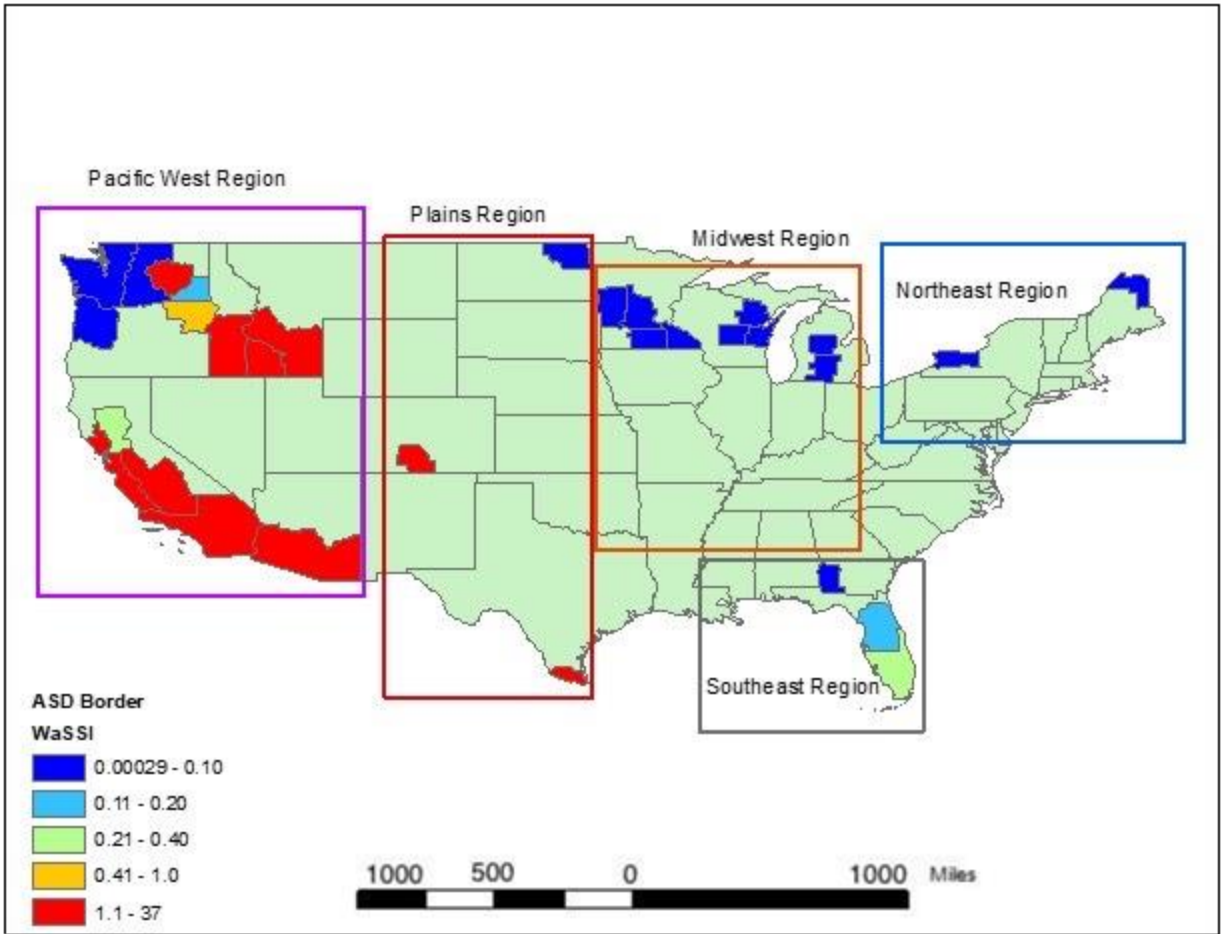 Pacific West Region
Plains Region
Midwest Region
Northeast Region
Southeast Region
ASD Border
WaSSI
0.00029 - 0.10
0.11 - 0.20
0.21 - 0.40
0.41 - 1.0
1.1 - 37
1000 500 0 1000 Miles